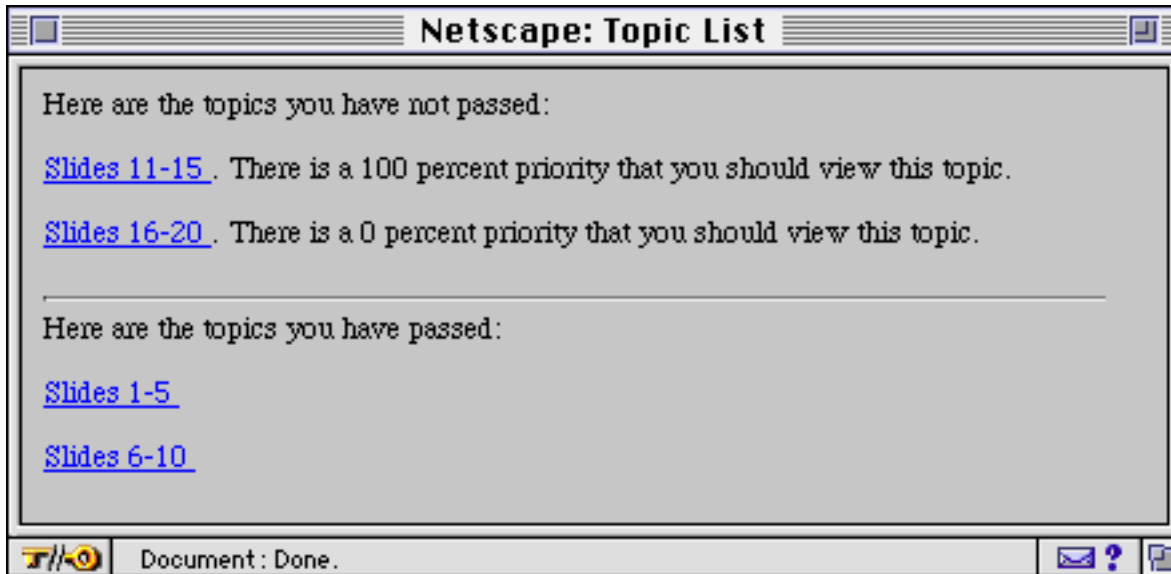 Netscape: Topic List
Here are the topics you have not passed:
Slides 11-15 . There is a 100 percent priority that you should view this topic.
Slides 16-20 . There is a 0 percent priority that you should view this topic.
Here are the topics you have passed:
Slides 1-5
Slides 6-10
Document: Done.
?